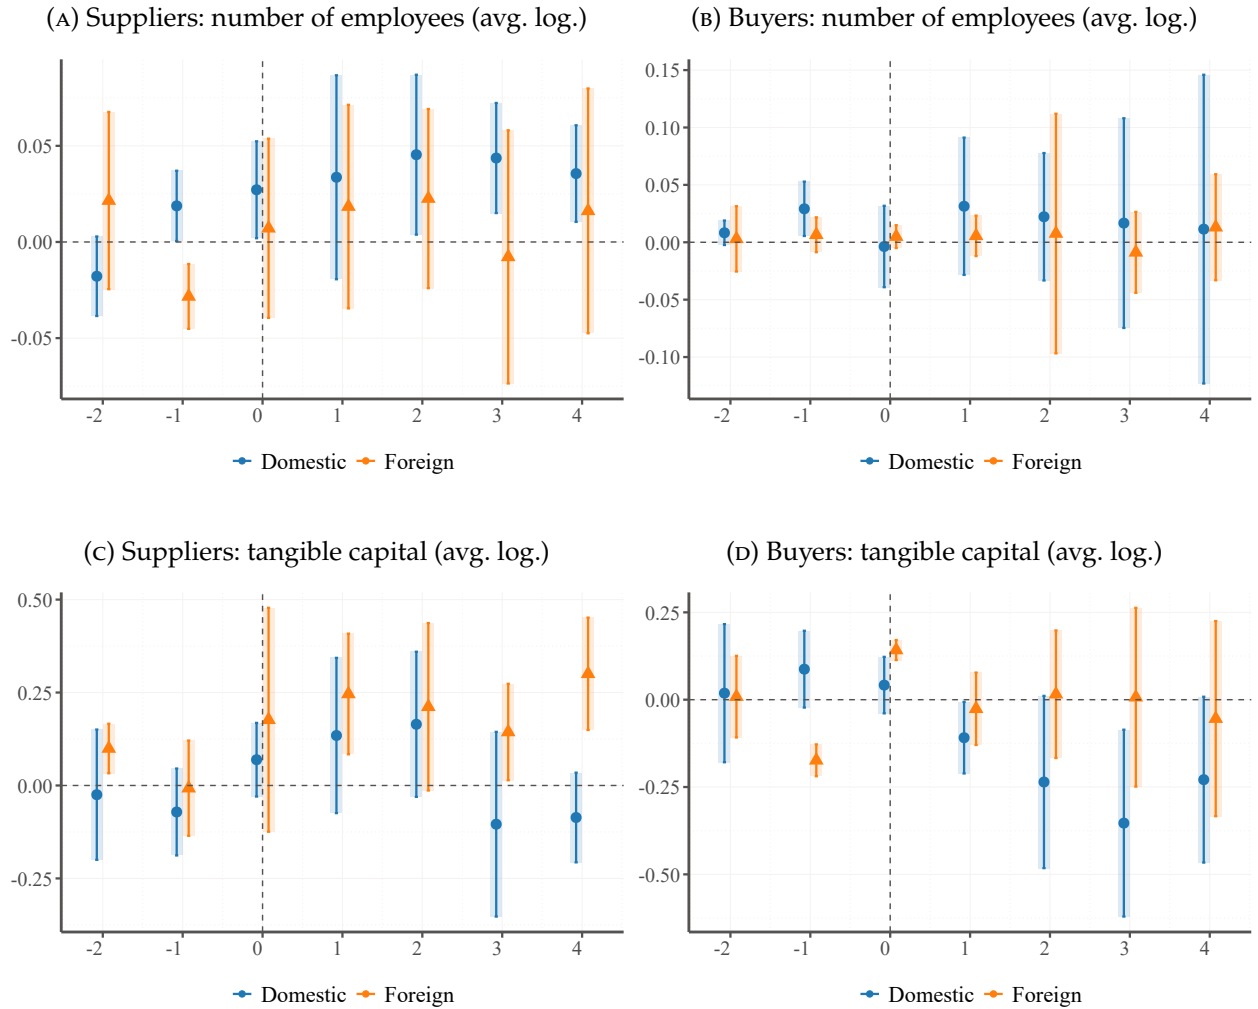 (A) Suppliers: number of employees (avg. log.)
0.05
0.00
-0.05
-2 -1 0 1 2 3 4
Domestic Foreign
(B) Buyers: number of employees (avg. log.)
0.15
0.10
0.05
0.00
-0.05
-0.10
-2 -1 0 1 2 3 4
Domestic Foreign
(C) Suppliers: tangible capital (avg. log.)
0.50
0.25
0.00
-0.25
-2 -1 0 1 2 3 4
Domestic Foreign
(D) Buyers: tangible capital (avg. log.)
0.25
0.00
-0.25
-0.50
-2 -1 0 1 2 3 4
Domestic Foreign